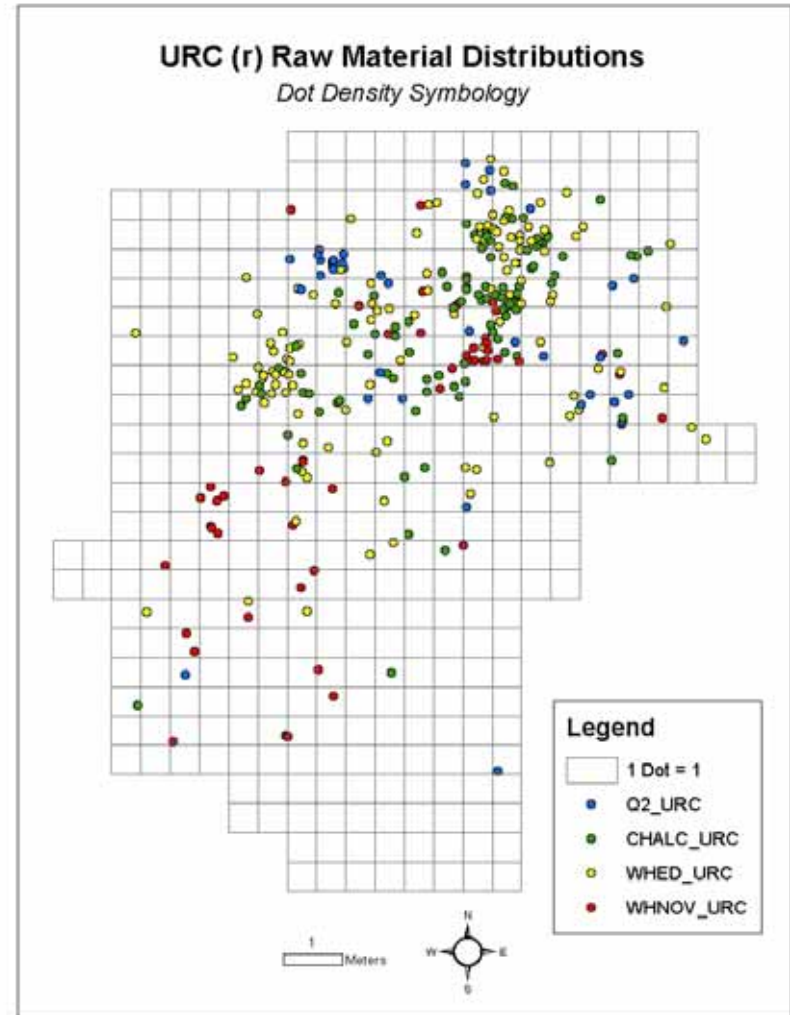 URC (r) Raw Material Distributions
Dot Density Symbology
Legend
1 Dot = 1
Q2_URC
CHALC_URC
WHED_URC
WHNOV_URC
1
Meters
N
W E
S